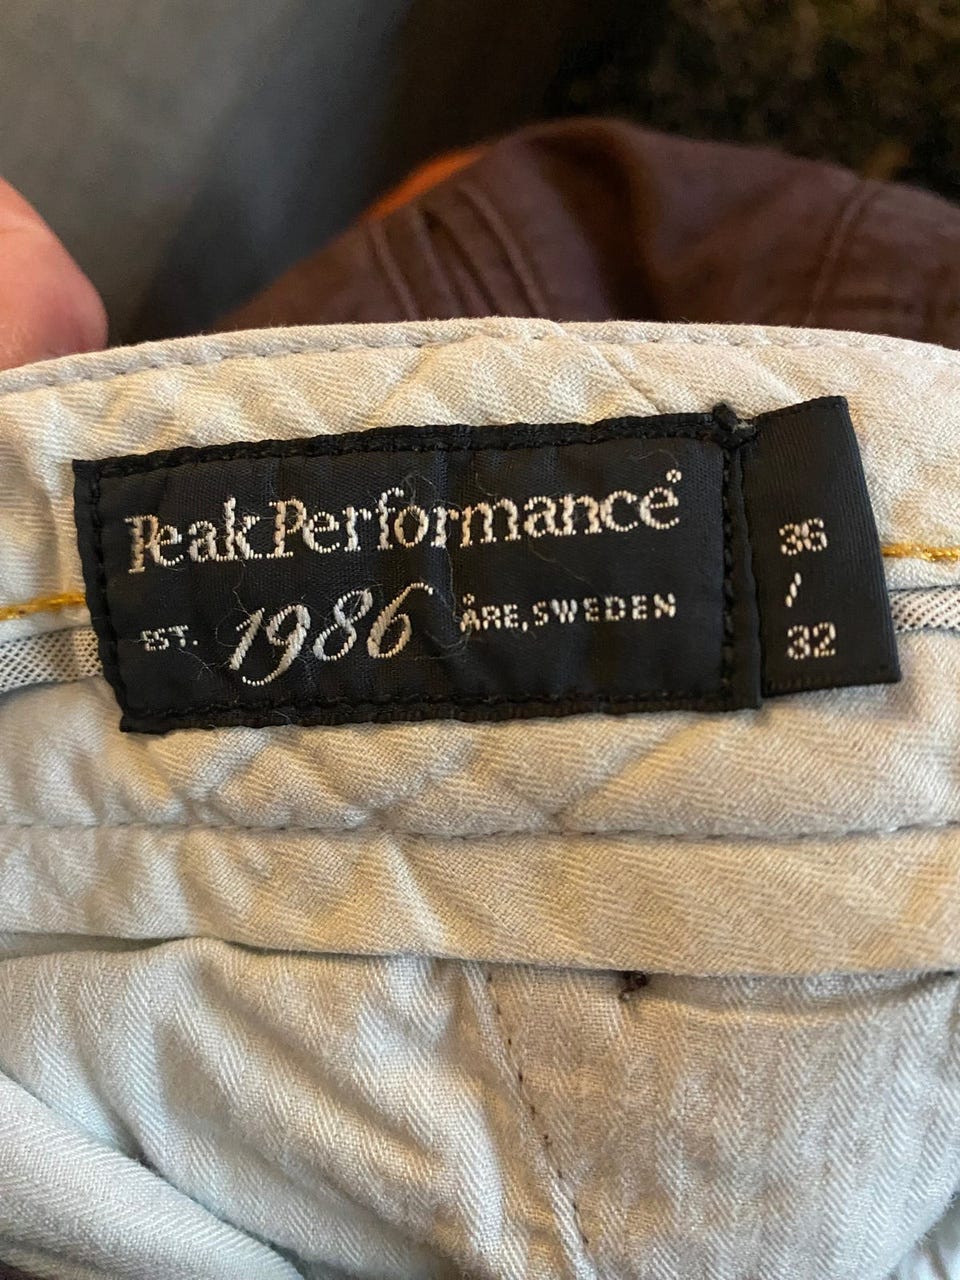 PeakPerformance®
EST. 1986 ÅRE, SWEDEN
36
/
32